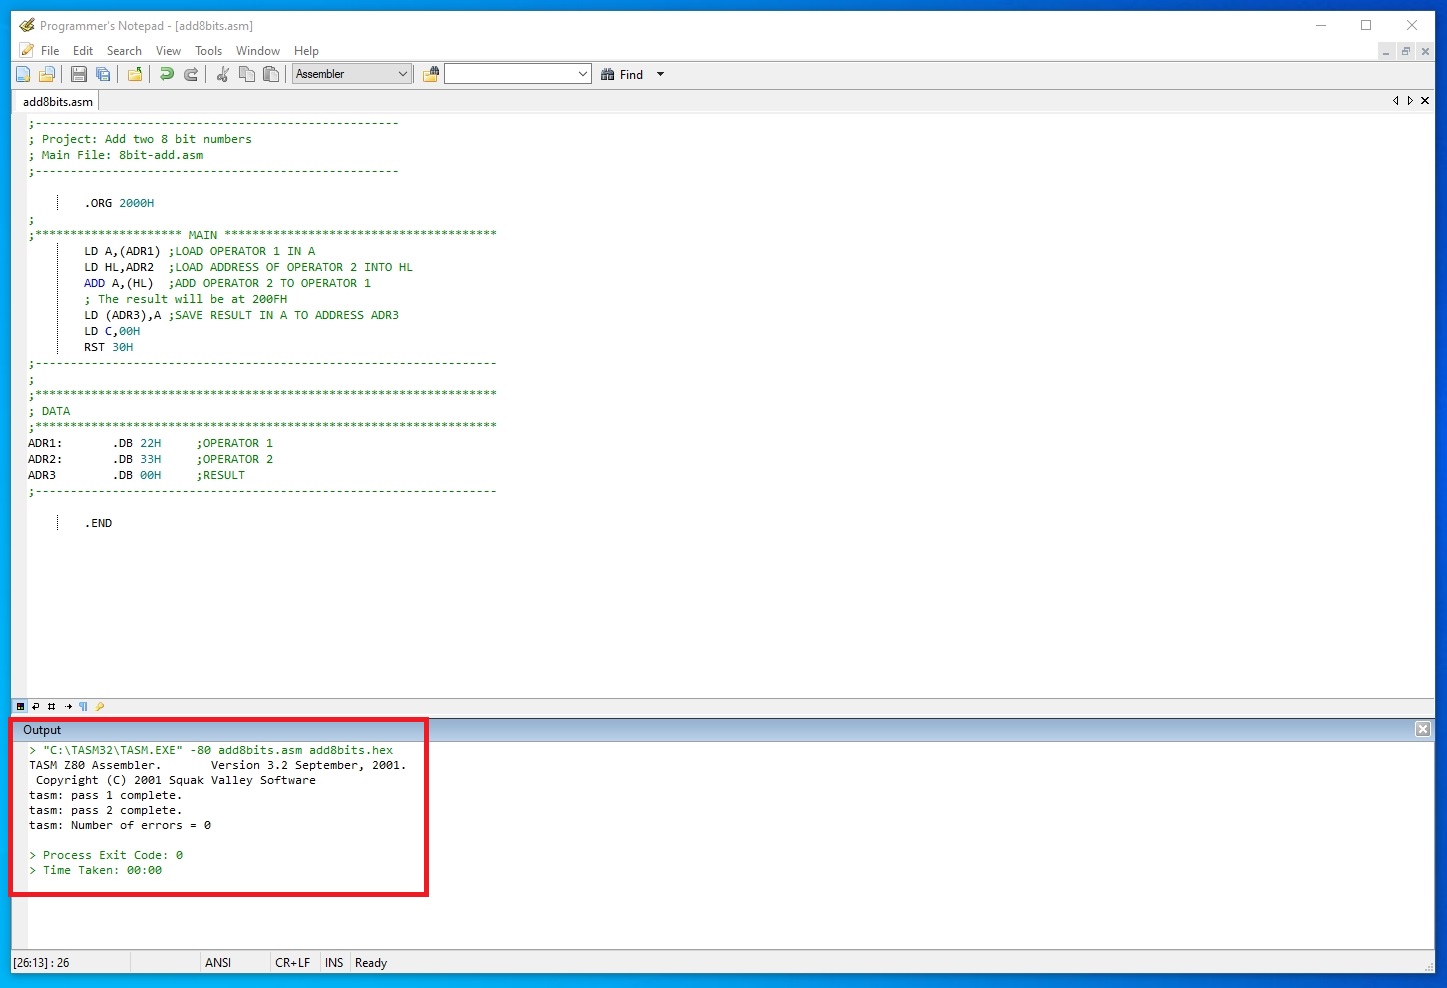 Programmer's Notepad - [add8bits.asm]
File Edit Search View Tools Window Help
Assembler Find
add8bits.asm
;----------------------------------------------------
; Project: Add two 8 bit numbers
; Main File: 8bit-add.asm
;----------------------------------------------------
.ORG 2000H
;
;********************* MAIN ***************************************
LD A,(ADR1) ;LOAD OPERATOR 1 IN A
LD HL,ADR2 ;LOAD ADDRESS OF OPERATOR 2 INTO HL
ADD A,(HL) ;ADD OPERATOR 2 TO OPERATOR 1
; The result will be at 200FH
LD (ADR3),A ;SAVE RESULT IN A TO ADDRESS ADR3
LD C,00H
RST 30H
;------------------------------------------------------------------
;
;******************************************************************
; DATA
;******************************************************************
ADR1: .DB 22H ;OPERATOR 1
ADR2: .DB 33H ;OPERATOR 2
ADR3 .DB 00H ;RESULT
;------------------------------------------------------------------
.END
Output
> "C:\TASM32\TASM.EXE" -80 add8bits.asm add8bits.hex
TASM Z80 Assembler. Version 3.2 September, 2001.
Copyright (C) 2001 Squak Valley Software
tasm: pass 1 complete.
tasm: pass 2 complete.
tasm: Number of errors = 0
> Process Exit Code: 0
> Time Taken: 00:00
[26:13] : 26 ANSI CR+LF INS Ready